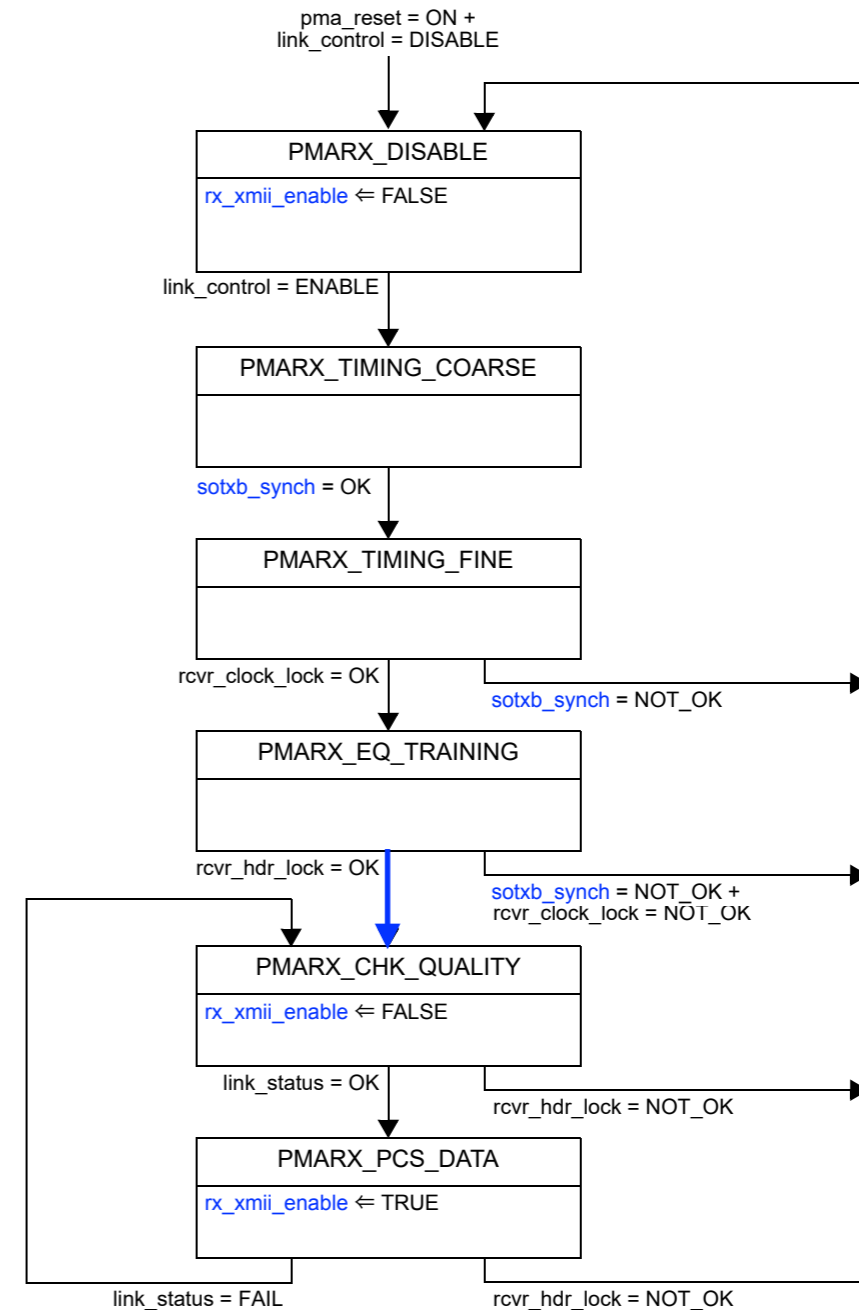 pma_reset = ON +
link_control = DISABLE
PMARX_DISABLE
rx_xmii_enable ⇐ FALSE
link_control = ENABLE
PMARX_TIMING_COARSE
sotxb_synch = OK
PMARX_TIMING_FINE
rcvr_clock_lock = OK
sotxb_synch = NOT_OK
PMARX_EQ_TRAINING
rcvr_hdr_lock = OK
sotxb_synch = NOT_OK +
rcvr_clock_lock = NOT_OK
PMARX_CHK_QUALITY
rx_xmii_enable ⇐ FALSE
link_status = OK
rcvr_hdr_lock = NOT_OK
PMARX_PCS_DATA
rx_xmii_enable ⇐ TRUE
link_status = FAIL
rcvr_hdr_lock = NOT_OK